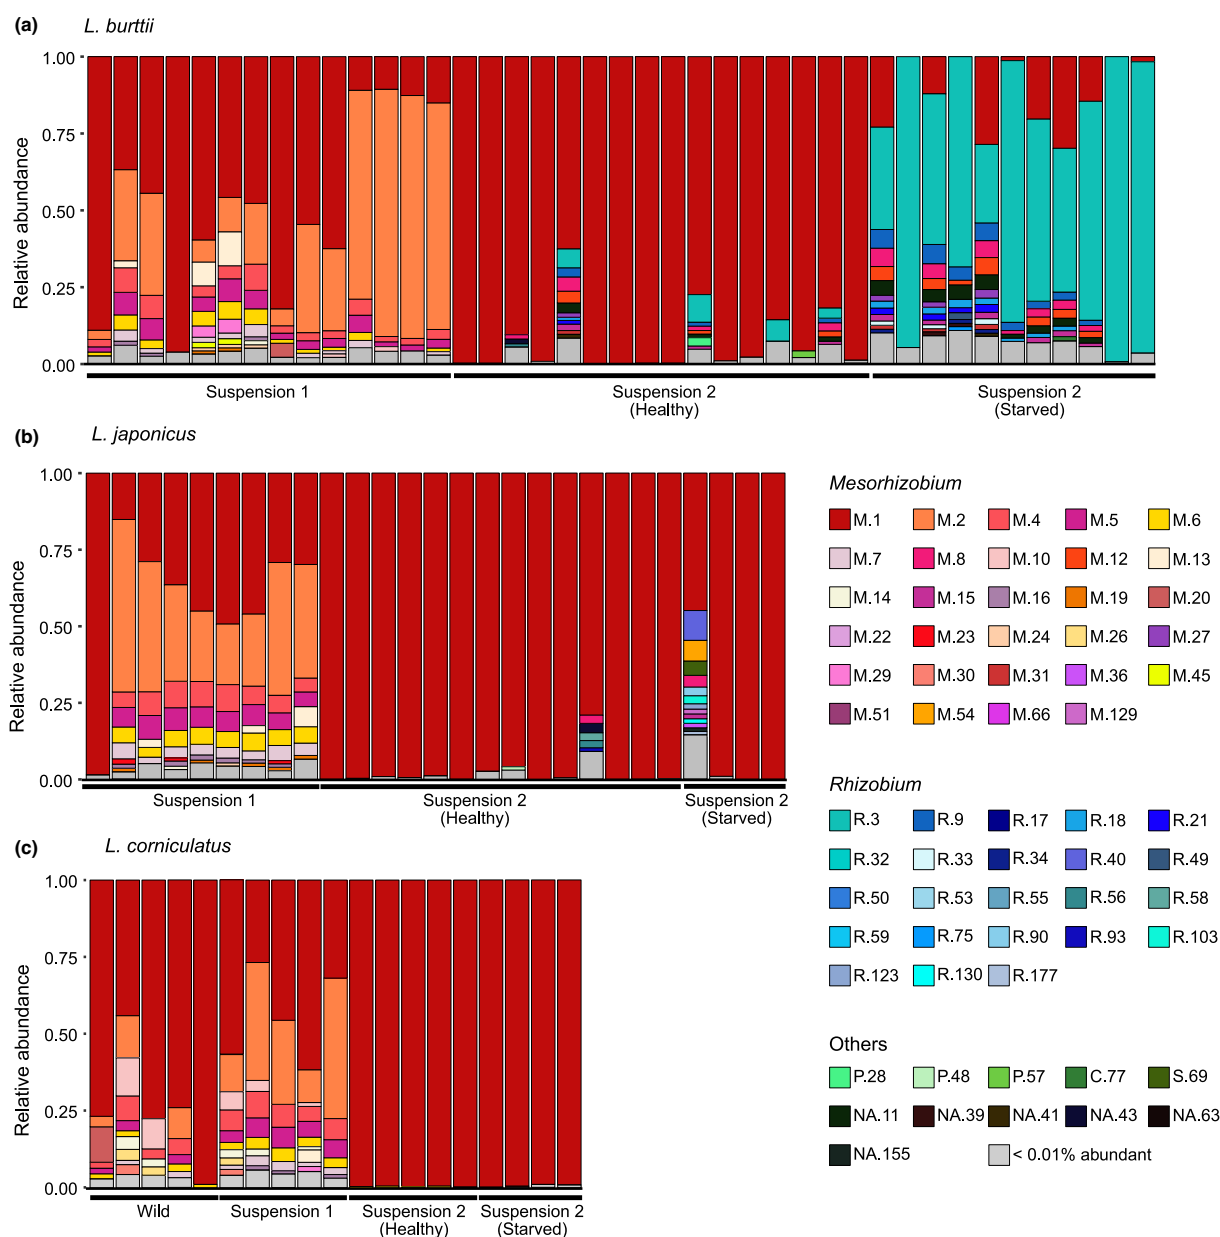 (a) L. burttii
1.00
0.75
0.50
0.25
0.00
Relative abundance
Suspension 1
Suspension 2
(Healthy)
Suspension 2
(Starved)
(b) L. japonicus
1.00
0.75
0.50
0.25
0.00
Relative abundance
Suspension 1
Suspension 2
(Healthy)
Suspension 2
(Starved)
(c) L. corniculatus
1.00
0.75
0.50
0.25
0.00
Relative abundance
Wild
Suspension 1
Suspension 2
(Healthy)
Suspension 2
(Starved)
Mesorhizobium
M.1 M.2 M.4 M.5 M.6
M.7 M.8 M.10 M.12 M.13
M.14 M.15 M.16 M.19 M.20
M.22 M.23 M.24 M.26 M.27
M.29 M.30 M.31 M.36 M.45
M.51 M.54 M.66 M.129
Rhizobium
R.3 R.9 R.17 R.18 R.21
R.32 R.33 R.34 R.40 R.49
R.50 R.53 R.55 R.56 R.58
R.59 R.75 R.90 R.93 R.103
R.123 R.130 R.177
Others
P.28 P.48 P.57 C.77 S.69
NA.11 NA.39 NA.41 NA.43 NA.63
NA.155 < 0.01% abundant